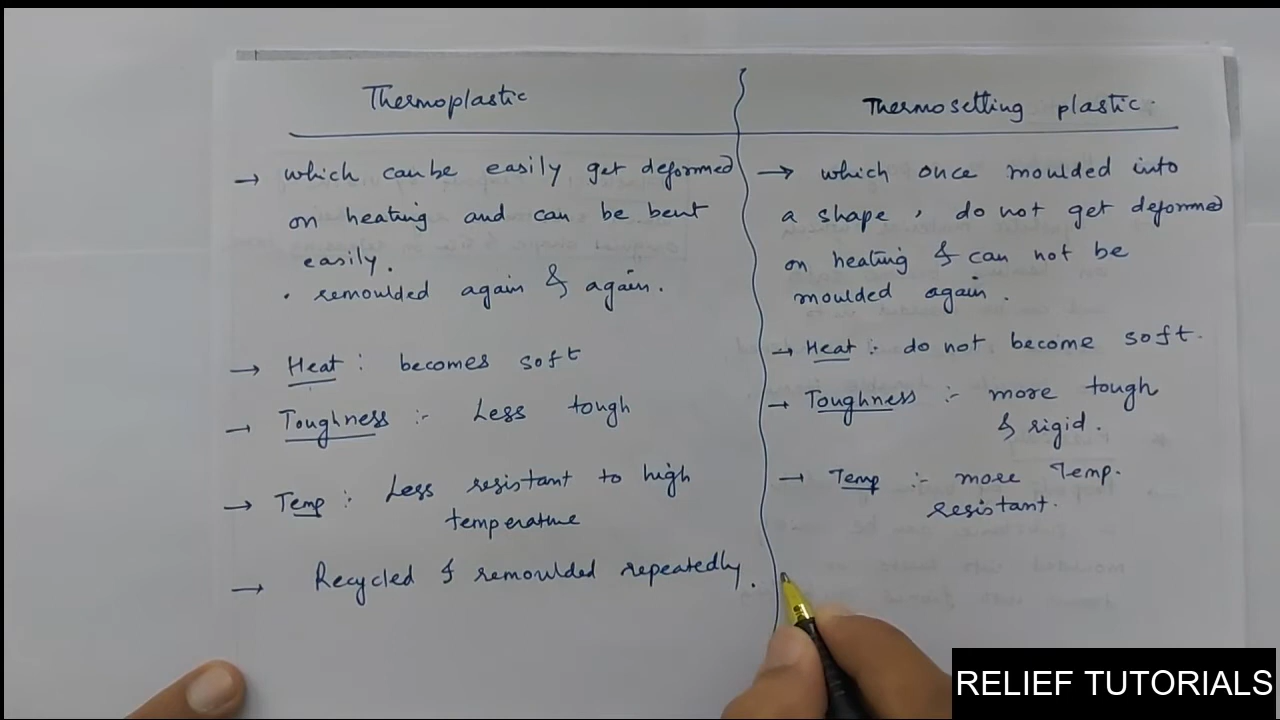 Thermoplastic
→ which can be easily get deformed
on heating and can be bent
easily.
. remoulded again & again.
→ Heat : becomes soft
→ Toughness :- Less tough
→ Temp : Less resistant to high
temperature
→ Recycled & remoulded repeatedly.
Thermosetting plastic.
→ which once moulded into
a shape, do not get deformed
on heating & can not be
moulded again.
→ Heat :- do not become soft.
→ Toughness :- more tough
& rigid.
→ Temp :- more Temp.
resistant.
RELIEF TUTORIALS